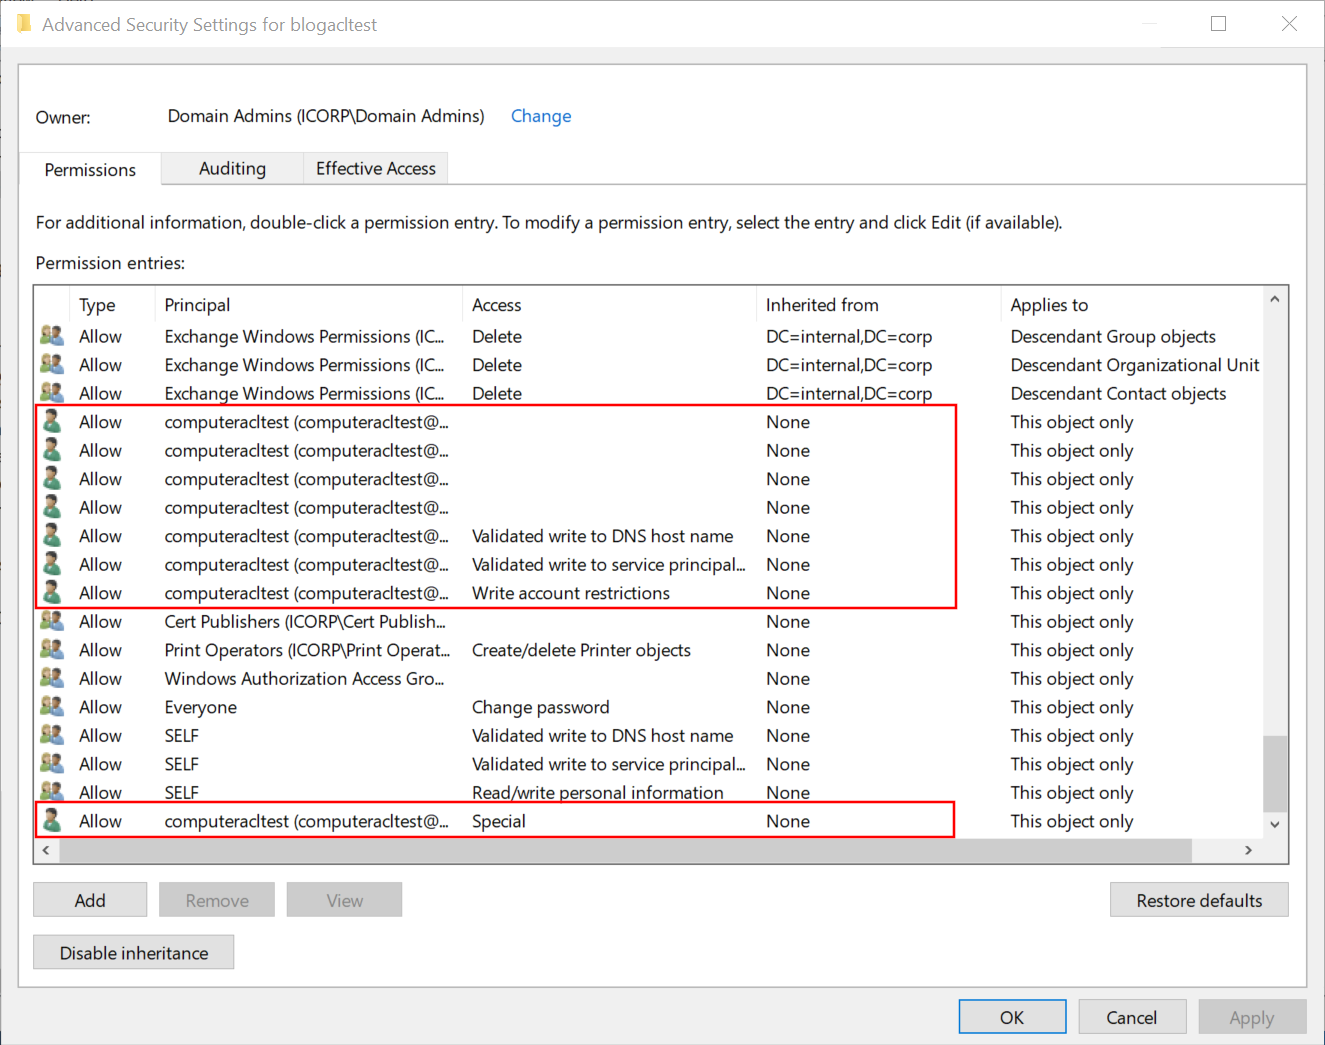 Advanced Security Settings for blogacltest
Owner: Domain Admins (ICORP\Domain Admins) Change
Permissions Auditing Effective Access
For additional information, double-click a permission entry. To modify a permission entry, select the entry and click Edit (if available).
Permission entries:
Type Principal Access Inherited from Applies to
Allow Exchange Windows Permissions (IC... Delete DC=internal,DC=corp Descendant Group objects
Allow Exchange Windows Permissions (IC... Delete DC=internal,DC=corp Descendant Organizational Unit
Allow Exchange Windows Permissions (IC... Delete DC=internal,DC=corp Descendant Contact objects
Allow computeracltest (computeracltest@... None This object only
Allow computeracltest (computeracltest@... None This object only
Allow computeracltest (computeracltest@... None This object only
Allow computeracltest (computeracltest@... None This object only
Allow computeracltest (computeracltest@... Validated write to DNS host name None This object only
Allow computeracltest (computeracltest@... Validated write to service principal... None This object only
Allow computeracltest (computeracltest@... Write account restrictions None This object only
Allow Cert Publishers (ICORP\Cert Publish... None This object only
Allow Print Operators (ICORP\Print Operat... Create/delete Printer objects None This object only
Allow Windows Authorization Access Gro... None This object only
Allow Everyone Change password None This object only
Allow SELF Validated write to DNS host name None This object only
Allow SELF Validated write to service principal... None This object only
Allow SELF Read/write personal information None This object only
Allow computeracltest (computeracltest@... Special None This object only
Add Remove View Restore defaults
Disable inheritance
OK Cancel Apply